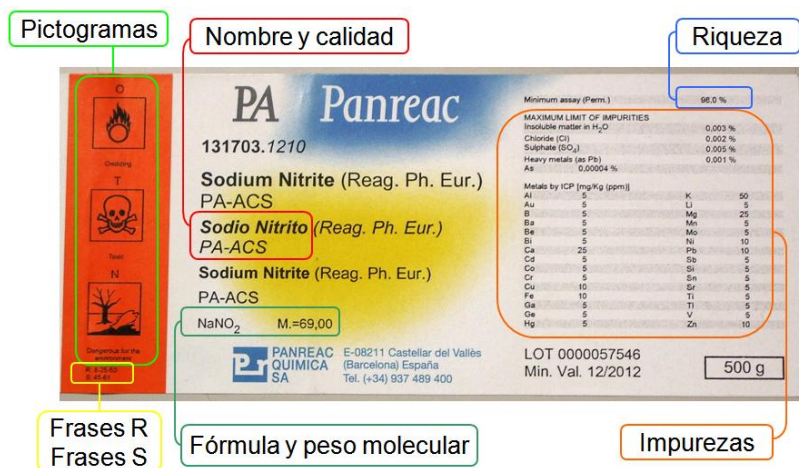 Pictogramas
Nombre y calidad
Riqueza
O
Oxidizing
T
Toxic
N
Dangerous for the environment
R: 8-25-50
S: 45-61
PA Panreac
131703.1210
Sodium Nitrite (Reag. Ph. Eur.)
PA-ACS
Sodio Nitrito (Reag. Ph. Eur.)
PA-ACS
Sodium Nitrite (Reag. Ph. Eur.)
PA-ACS
NaNO2 M.=69,00
PANREAC QUIMICA SA
E-08211 Castellar del Vallès
(Barcelona) España
Tel. (+34) 937 489 400
Minimum assay (Perm.) 98,0 %
MAXIMUM LIMIT OF IMPURITIES
Insoluble matter in H2O 0,003 %
Chloride (Cl) 0,002 %
Sulphate (SO4) 0,005 %
Heavy metals (as Pb) 0,001 %
As 0,00004 %
Metals by ICP [mg/Kg (ppm)]
Al 5 K 50
Au 5 Li 5
B 5 Mg 25
Ba 5 Mn 5
Be 5 Mo 5
Bi 5 Ni 10
Ca 25 Pb 10
Cd 5 Sb 5
Co 5 Si 5
Cr 5 Sn 5
Cu 10 Sr 5
Fe 10 Ti 5
Ga 5 Tl 5
Ge 5 V 5
Hg 5 Zn 10
LOT 0000057546
Min. Val. 12/2012
500 g
Frases R
Frases S
Fórmula y peso molecular
Impurezas